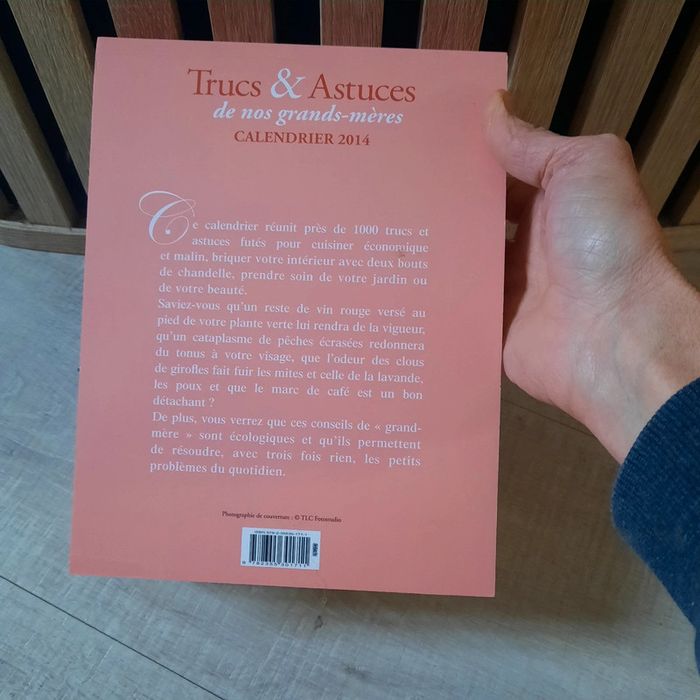 Trucs & Astuces
de nos grands-mères
CALENDRIER 2014
Ce calendrier réunit près de 1000 trucs et
astuces futés pour cuisiner économique
et malin, briquer votre intérieur avec deux bouts
de chandelle, prendre soin de votre jardin ou
de votre beauté.
Saviez-vous qu'un reste de vin rouge versé au
pied de votre plante verte lui rendra de la vigueur,
qu'un cataplasme de pêches écrasées redonnera
du tonus à votre visage, que l'odeur des clous
de girofles fait fuir les mites et celle de la lavande,
les poux et que le marc de café est un bon
détachant ?
De plus, vous verrez que ces conseils de « grand-
mère » sont écologiques et qu'ils permettent
de résoudre, avec trois fois rien, les petits
problèmes du quotidien.
Photographie de couverture : © TLC Fotostudio
9 782355 301711